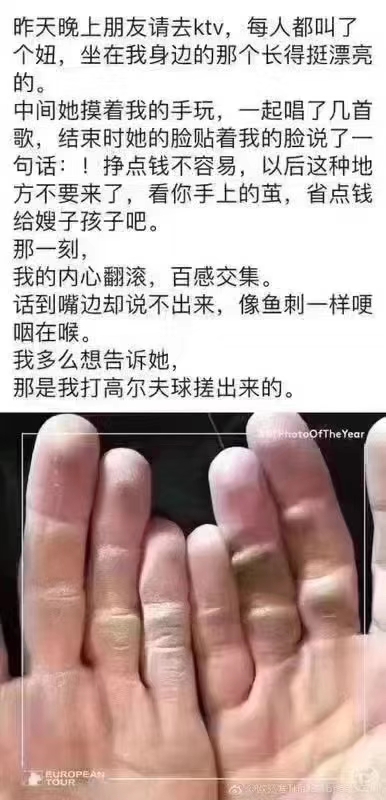 昨天晚上朋友请去ktv，每人都叫了
个妞，坐在我身边的那个长得挺漂亮
的。
中间她摸着我的手玩，一起唱了几首
歌，结束时她的脸贴着我的脸说了一
句话：！挣点钱不容易，以后这种地
方不要来了，看你手上的茧，省点钱
给嫂子孩子吧。
那一刻，
我的内心翻滚，百感交集。
话到嘴边却说不出来，像鱼刺一样哽
咽在喉。
我多么想告诉她，
那是我打高尔夫球搓出来的。
PhotoOfTheYear
EUROPEAN
TOUR